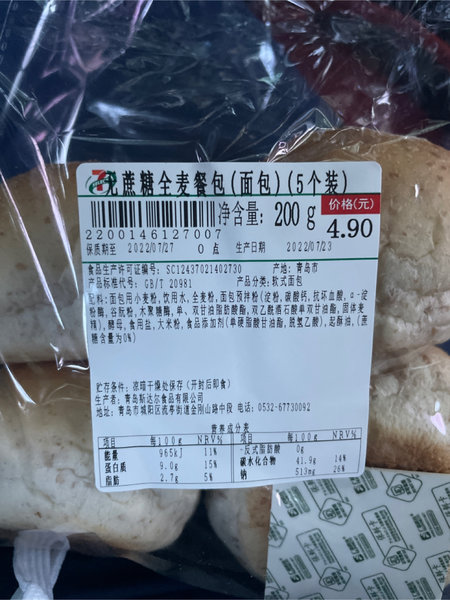 无蔗糖全麦餐包(面包)(5个装)
净含量: 200 g
价格(元)
4.90
2200146127007
保质期至 2022/07/27 0 点 生产日期 2022/07/23
食品生产许可证编号: SC12437021402730 产地: 青岛市
产品标准代号: GB/T 20981 产品分类: 软式面包
配料: 面包用小麦粉, 饮用水, 全麦粉, 面包预拌粉(淀粉, 碳酸钙, 抗坏血酸, α-淀
粉酶, 谷朊粉, 木聚糖酶, 单、双甘油脂肪酸酯, 双乙酰酒石酸单双甘油酯, 固体麦
辣), 酵母, 食用盐, 大米粉, 食品添加剂(单硬脂酸甘油酯, 脱氢乙酸), 起酥油, (蔗
糖含量为0%)
贮存条件: 凉暗干燥处保存(开封后即食)
生产者: 青岛斯达尔食品有限公司
地址: 青岛市城阳区流亭街道金刚山路中段 电话: 0532-67730092
营养成分表
项目 每100g NRV% 项目 每100g NRV%
能量 965kJ 11% -反式脂肪酸 0g
蛋白质 9.0g 15% 碳水化合物 41.9g 14%
脂肪 2.7g 5% 钠 513mg 26%